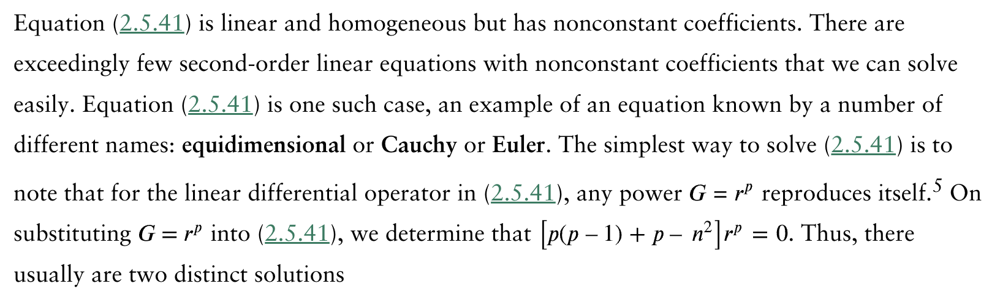 Equation (2.5.41) is linear and homogeneous but has nonconstant coefficients. There are
exceedingly few second-order linear equations with nonconstant coefficients that we can solve
easily. Equation (2.5.41) is one such case, an example of an equation known by a number of
different names: equidimensional or Cauchy or Euler. The simplest way to solve (2.5.41) is to
note that for the linear differential operator in (2.5.41), any power G = rᵖ reproduces itself.⁵ On
substituting G = rᵖ into (2.5.41), we determine that [p(p − 1) + p − n²]rᵖ = 0. Thus, there
usually are two distinct solutions